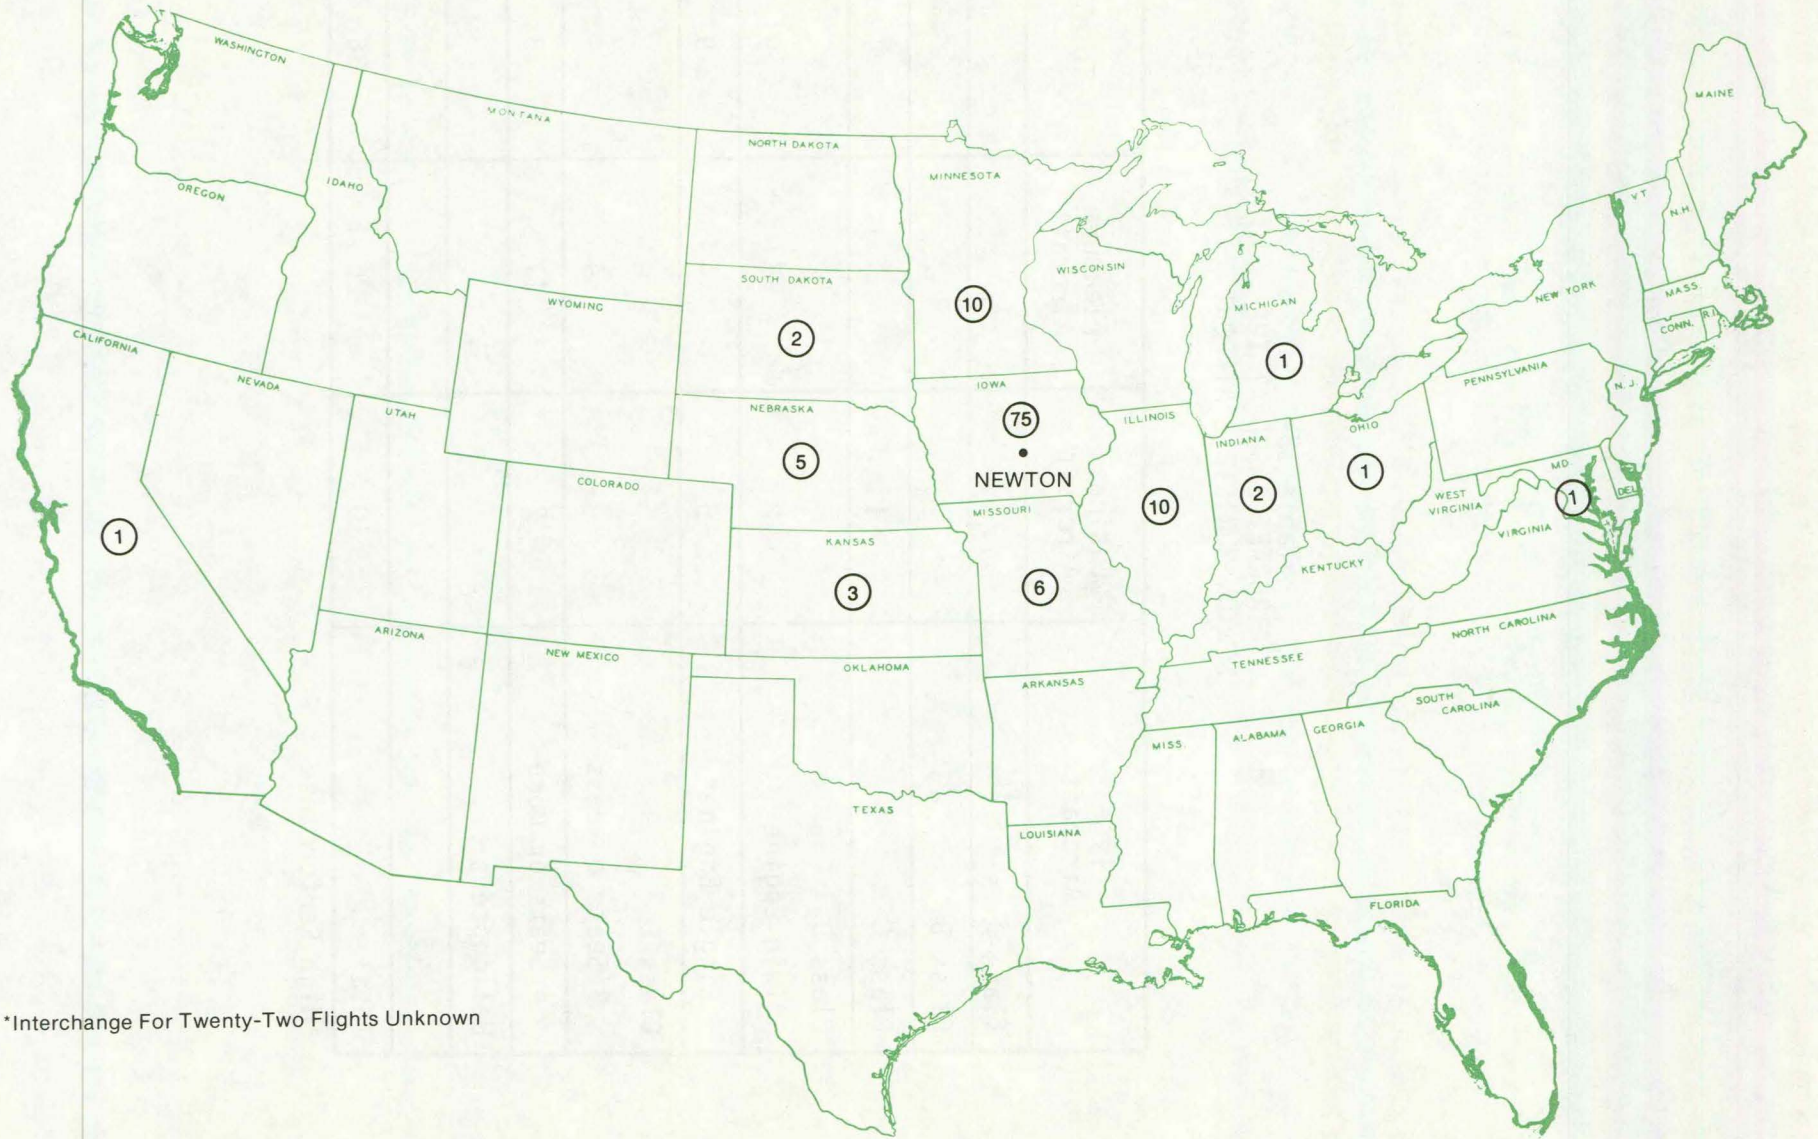 WASHINGTON
MONTANA
NORTH DAKOTA
MINNESOTA
MAINE
IDAHO
OREGON
V T.
N.H.
WISCONSIN
SOUTH DAKOTA
WYOMING
MICHIGAN
NEW YORK
MASS.
CONN.
R.I.
10
2
1
CALIFORNIA
NEVADA
UTAH
NEBRASKA
IOWA
ILLINOIS
INDIANA
OHIO
PENNSYLVANIA
N. J.
75
NEWTON
5
COLORADO
MISSOURI
10
2
1
MD.
1
DEL.
WEST
VIRGINIA
VIRGINIA
1
KANSAS
3
6
KENTUCKY
ARIZONA
NEW MEXICO
OKLAHOMA
ARKANSAS
TENNESSEE
NORTH CAROLINA
SOUTH
CAROLINA
MISS.
ALABAMA
GEORGIA
TEXAS
LOUISIANA
FLORIDA
*Interchange For Twenty-Two Flights Unknown